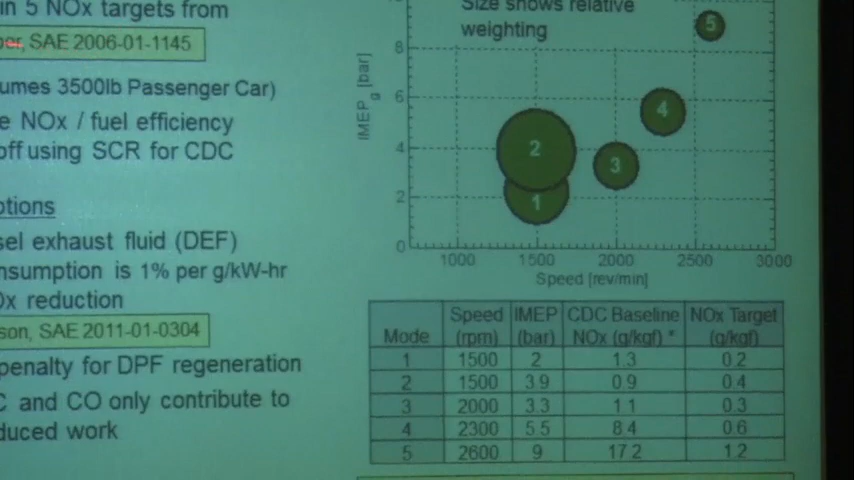 in 5 NOx targets from
SAE 2006-01-1145
umes 3500lb Passenger Car)
e NOx / fuel efficiency
off using SCR for CDC
otions
sel exhaust fluid (DEF)
nsumption is 1% per g/kW-hr
Ox reduction
son, SAE 2011-01-0304
penalty for DPF regeneration
C and CO only contribute to
duced work
Size shows relative
weighting
IMEPg [bar]
8
6
4
2
0
5
4
2
3
1
1000 1500 2000 2500 3000
Speed [rev/min]
Mode Speed (rpm) IMEP (bar) CDC Baseline NOx (g/kgf) * NOx Target (g/kgf)
1 1500 2 1.3 0.2
2 1500 3.9 0.9 0.4
3 2000 3.3 1.1 0.3
4 2300 5.5 8.4 0.6
5 2600 9 17.2 1.2